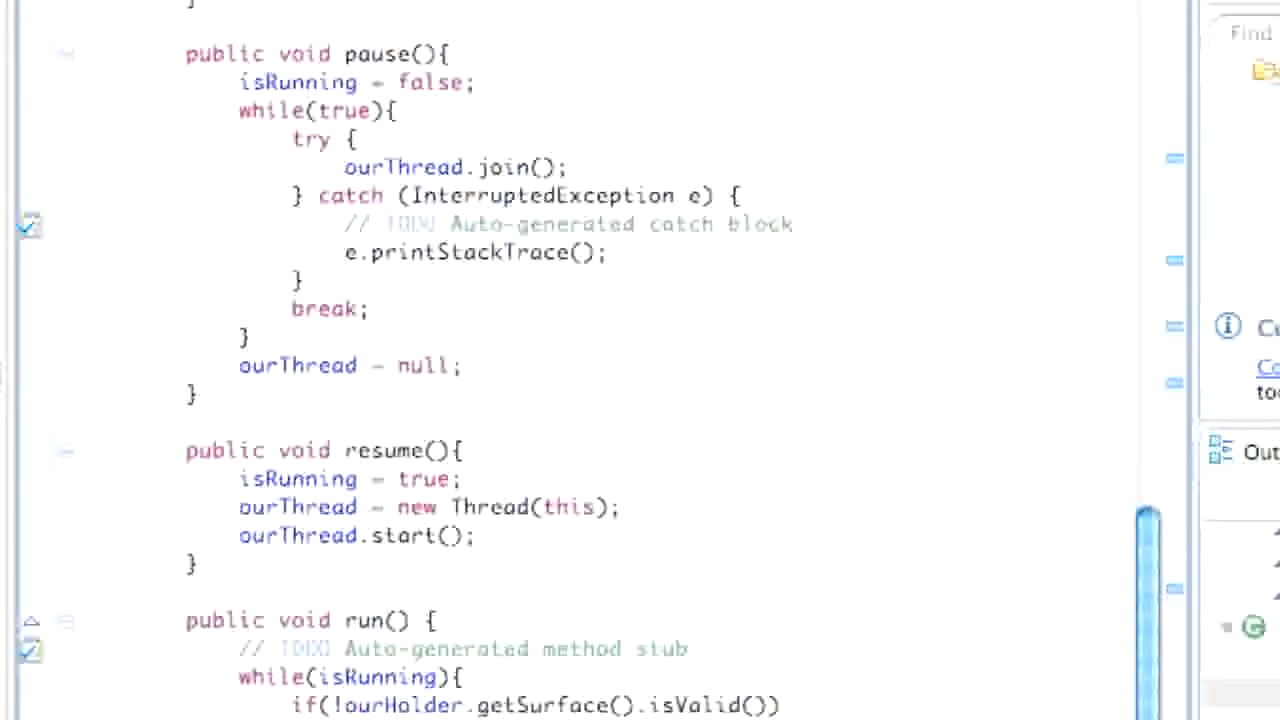 }
public void pause(){
isRunning = false;
while(true){
try {
ourThread.join();
} catch (InterruptedException e) {
// TODO Auto-generated catch block
e.printStackTrace();
}
break;
}
ourThread = null;
}
public void resume(){
isRunning = true;
ourThread = new Thread(this);
ourThread.start();
}
public void run() {
// TODO Auto-generated method stub
while(isRunning){
if(!ourHolder.getSurface().isValid())
Find
Out